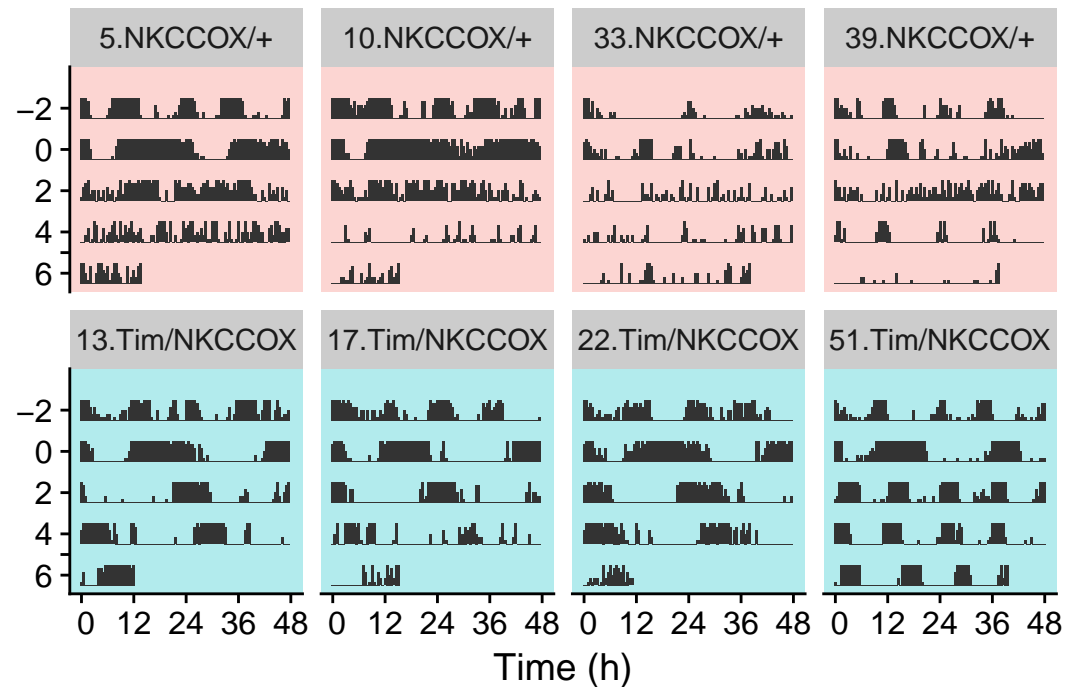 5.NKCCOX/+ 10.NKCCOX/+ 33.NKCCOX/+ 39.NKCCOX/+
−2
0
2
4
6
13.Tim/NKCCOX 17.Tim/NKCCOX 22.Tim/NKCCOX 51.Tim/NKCCOX
−2
0
2
4
6
0 12 24 36 48 0 12 24 36 48 0 12 24 36 48 0 12 24 36 48
Time (h)